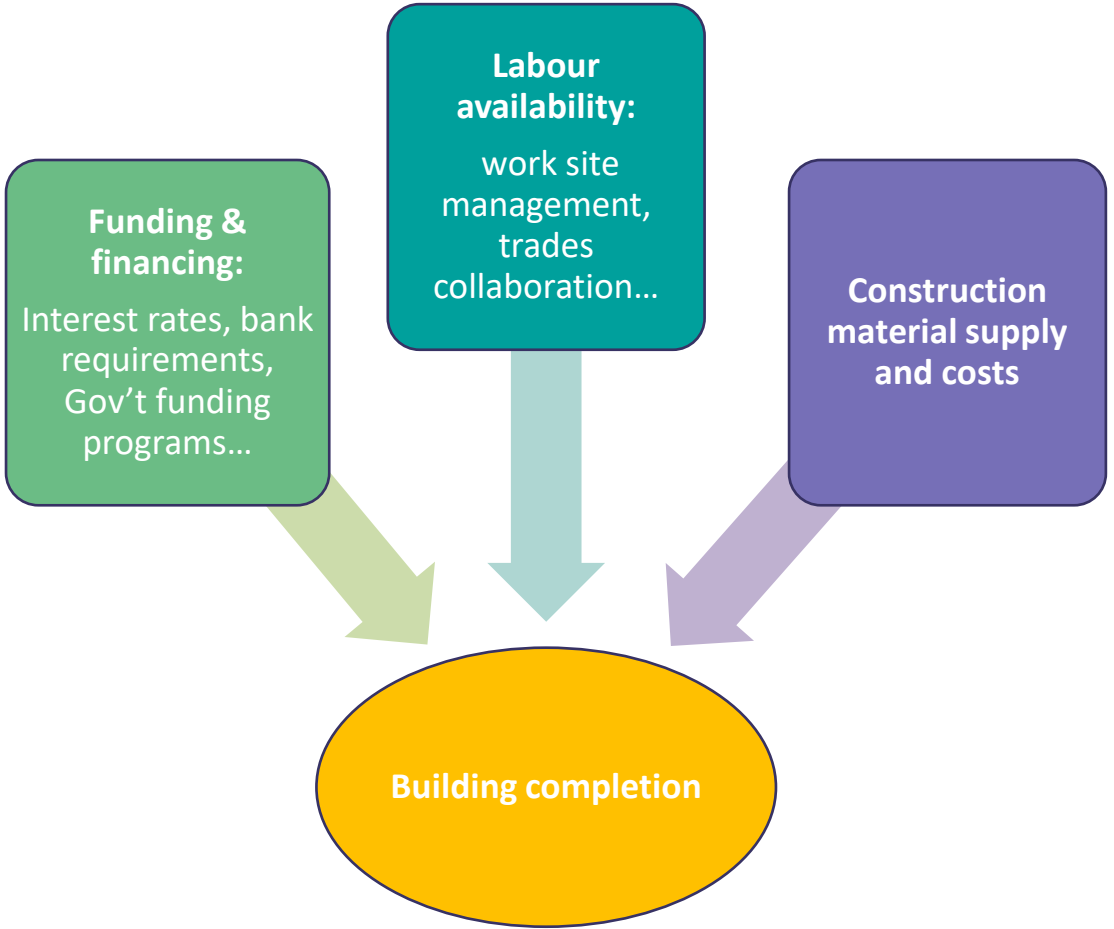 Labour
availability:
work site
management,
trades
collaboration…
Funding &
financing:
Interest rates, bank
requirements,
Gov’t funding
programs…
Construction
material supply
and costs
Building completion